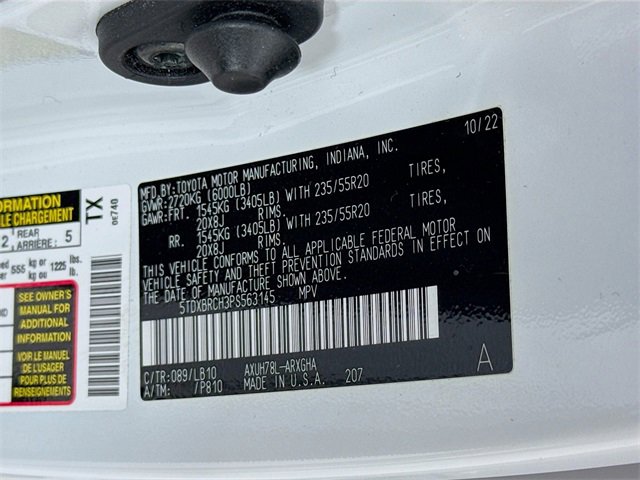 10/22
MFD.BY:TOYOTA MOTOR MANUFACTURING, INDIANA, INC.
GVWR:2720KG (6000LB)
GAWR:FRT. 1545KG (3405LB) WITH 235/55R20 TIRES,
20X8J RIMS.
RR. 1545KG (3405LB) WITH 235/55R20 TIRES,
20X8J RIMS.
THIS VEHICLE CONFORMS TO ALL APPLICABLE FEDERAL MOTOR
VEHICLE SAFETY AND THEFT PREVENTION STANDARDS IN EFFECT ON
THE DATE OF MANUFACTURE SHOWN ABOVE.
5TDXBRCH3PS563145 MPV
C/TR:089/LB10 AXUH78L-ARXGHA
A/TM: /P810 MADE IN U.S.A. 207
A
TX
0E740
2 REAR
ARRIÈRE: 5
555 kg or 1225 lbs.
kg ou lb.
SEE OWNER'S
MANUAL FOR
ADDITIONAL
INFORMATION
VOIR LE MANUEL
DE L'USAGER
POUR PLUS DE
RENSEIGNEMENTS